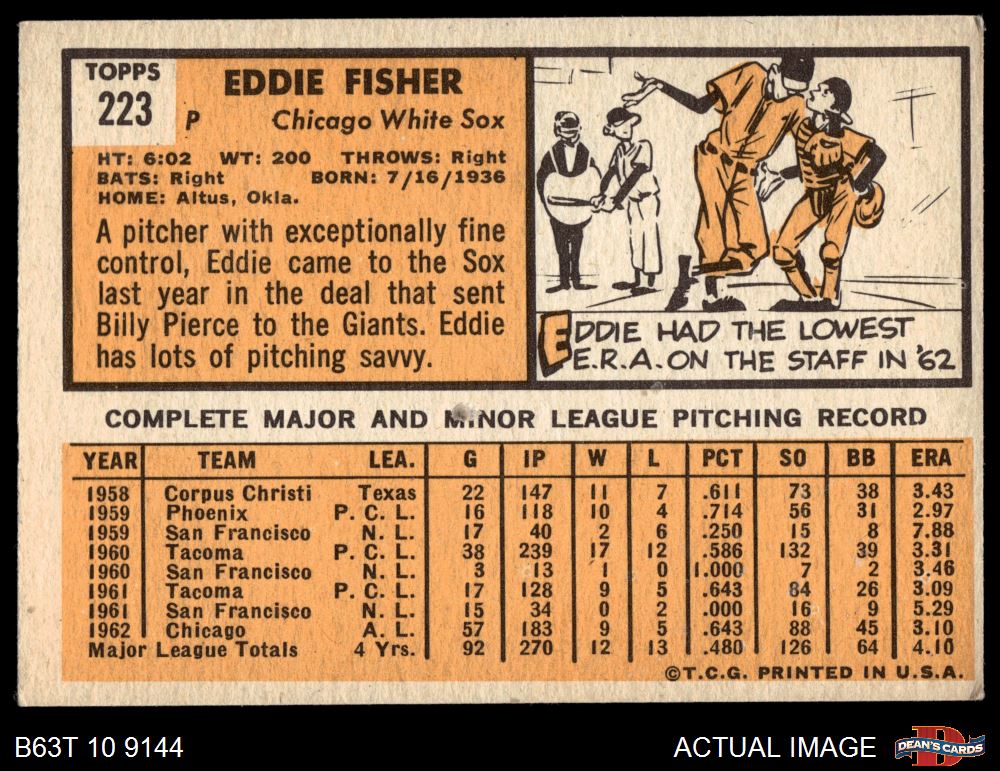 TOPPS
223
P
EDDIE FISHER
Chicago White Sox
HT: 6:02 WT: 200 THROWS: Right
BATS: Right BORN: 7/16/1936
HOME: Altus, Okla.
A pitcher with exceptionally fine
control, Eddie came to the Sox
last year in the deal that sent
Billy Pierce to the Giants. Eddie
has lots of pitching savvy.
EDDIE HAD THE LOWEST
E.R.A. ON THE STAFF IN '62
COMPLETE MAJOR AND MINOR LEAGUE PITCHING RECORD
YEAR TEAM LEA. G IP W L PCT SO BB ERA
1958 Corpus Christi Texas 22 147 11 7 .611 73 38 3.43
1959 Phoenix P. C. L. 16 118 10 4 .714 56 31 2.97
1959 San Francisco N. L. 17 40 2 6 .250 15 8 7.88
1960 Tacoma P. C. L. 38 239 17 12 .586 132 39 3.31
1960 San Francisco N. L. 3 13 1 0 1.000 7 2 3.46
1961 Tacoma P. C. L. 17 128 9 5 .643 84 26 3.09
1961 San Francisco N. L. 15 34 0 2 .000 16 9 5.29
1962 Chicago A. L. 57 183 9 5 .643 88 45 3.10
Major League Totals 4 Yrs. 92 270 12 13 .480 126 64 4.10
©T.C.G. PRINTED IN U.S.A.
B63T 10 9144
ACTUAL IMAGE
D
DEAN'S CARDS